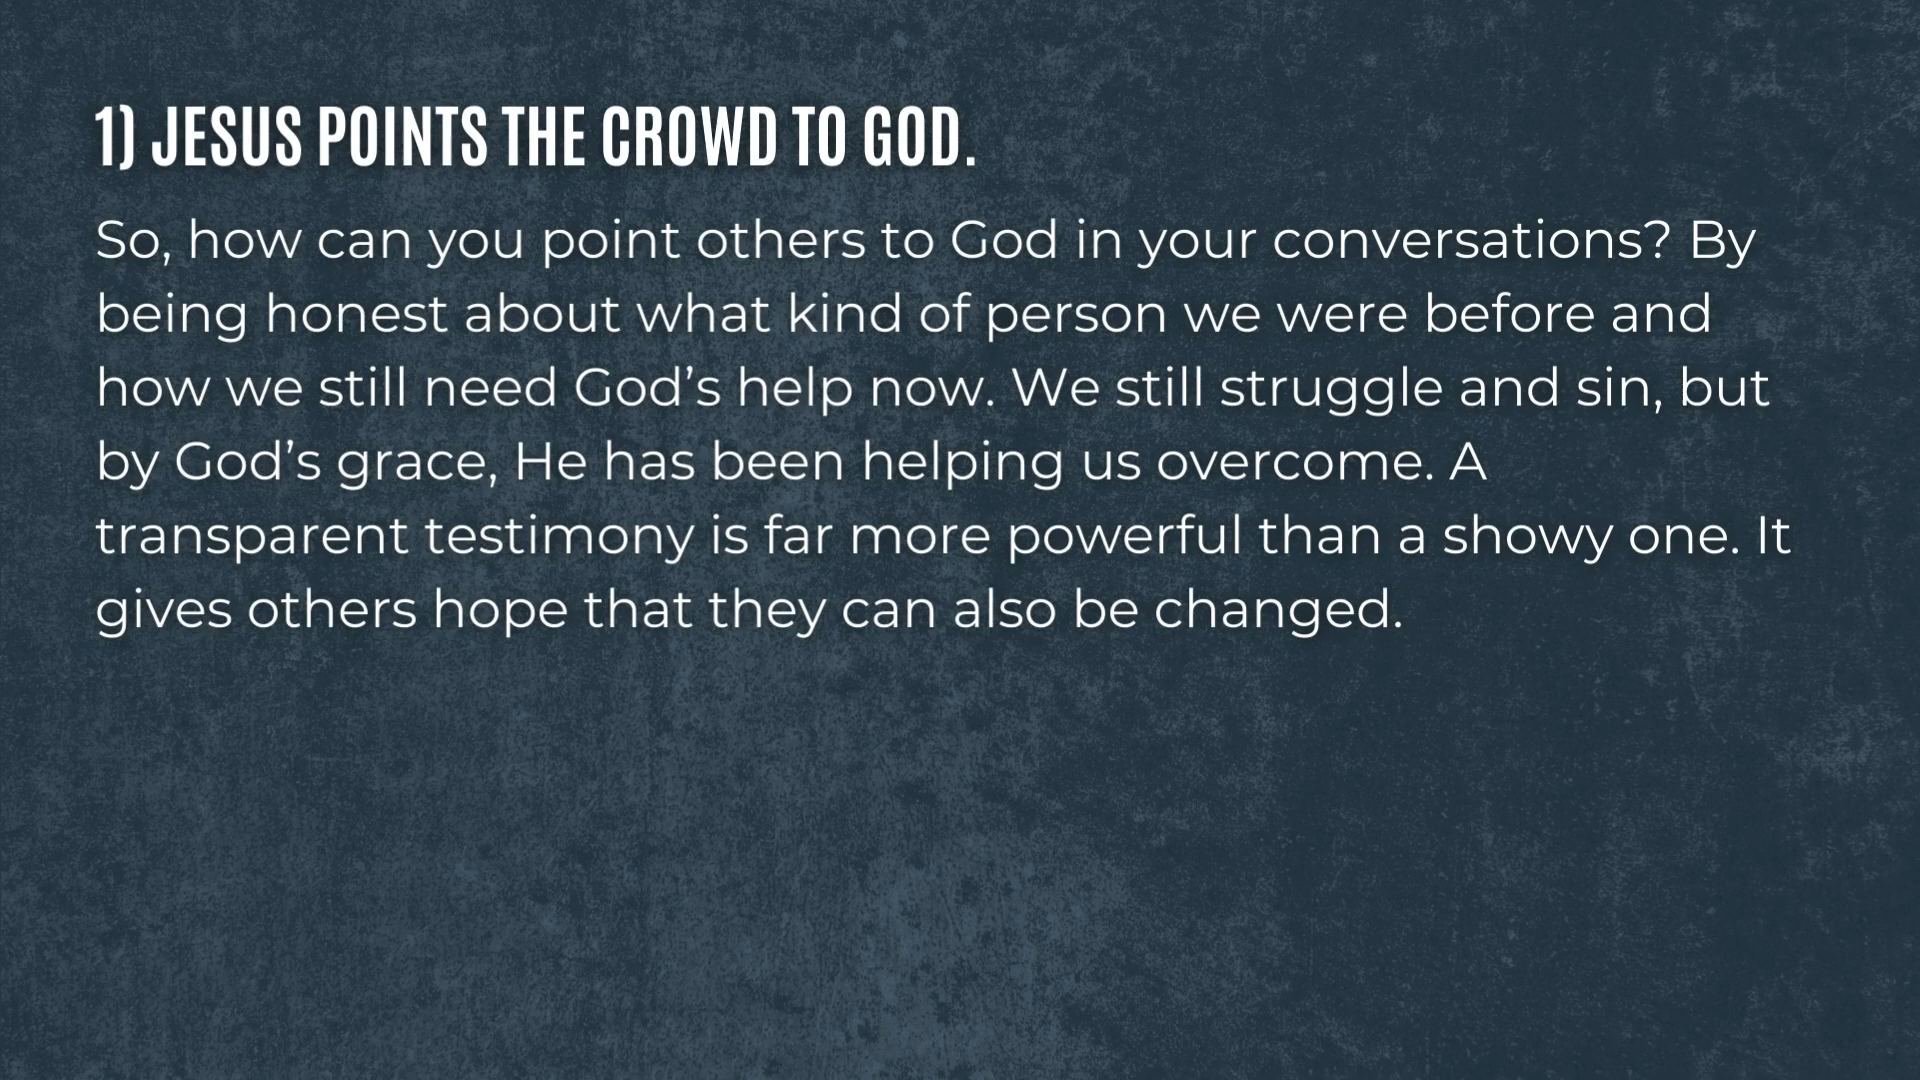 1) JESUS POINTS THE CROWD TO GOD.
So, how can you point others to God in your conversations? By
being honest about what kind of person we were before and
how we still need God’s help now. We still struggle and sin, but
by God’s grace, He has been helping us overcome. A
transparent testimony is far more powerful than a showy one. It
gives others hope that they can also be changed.